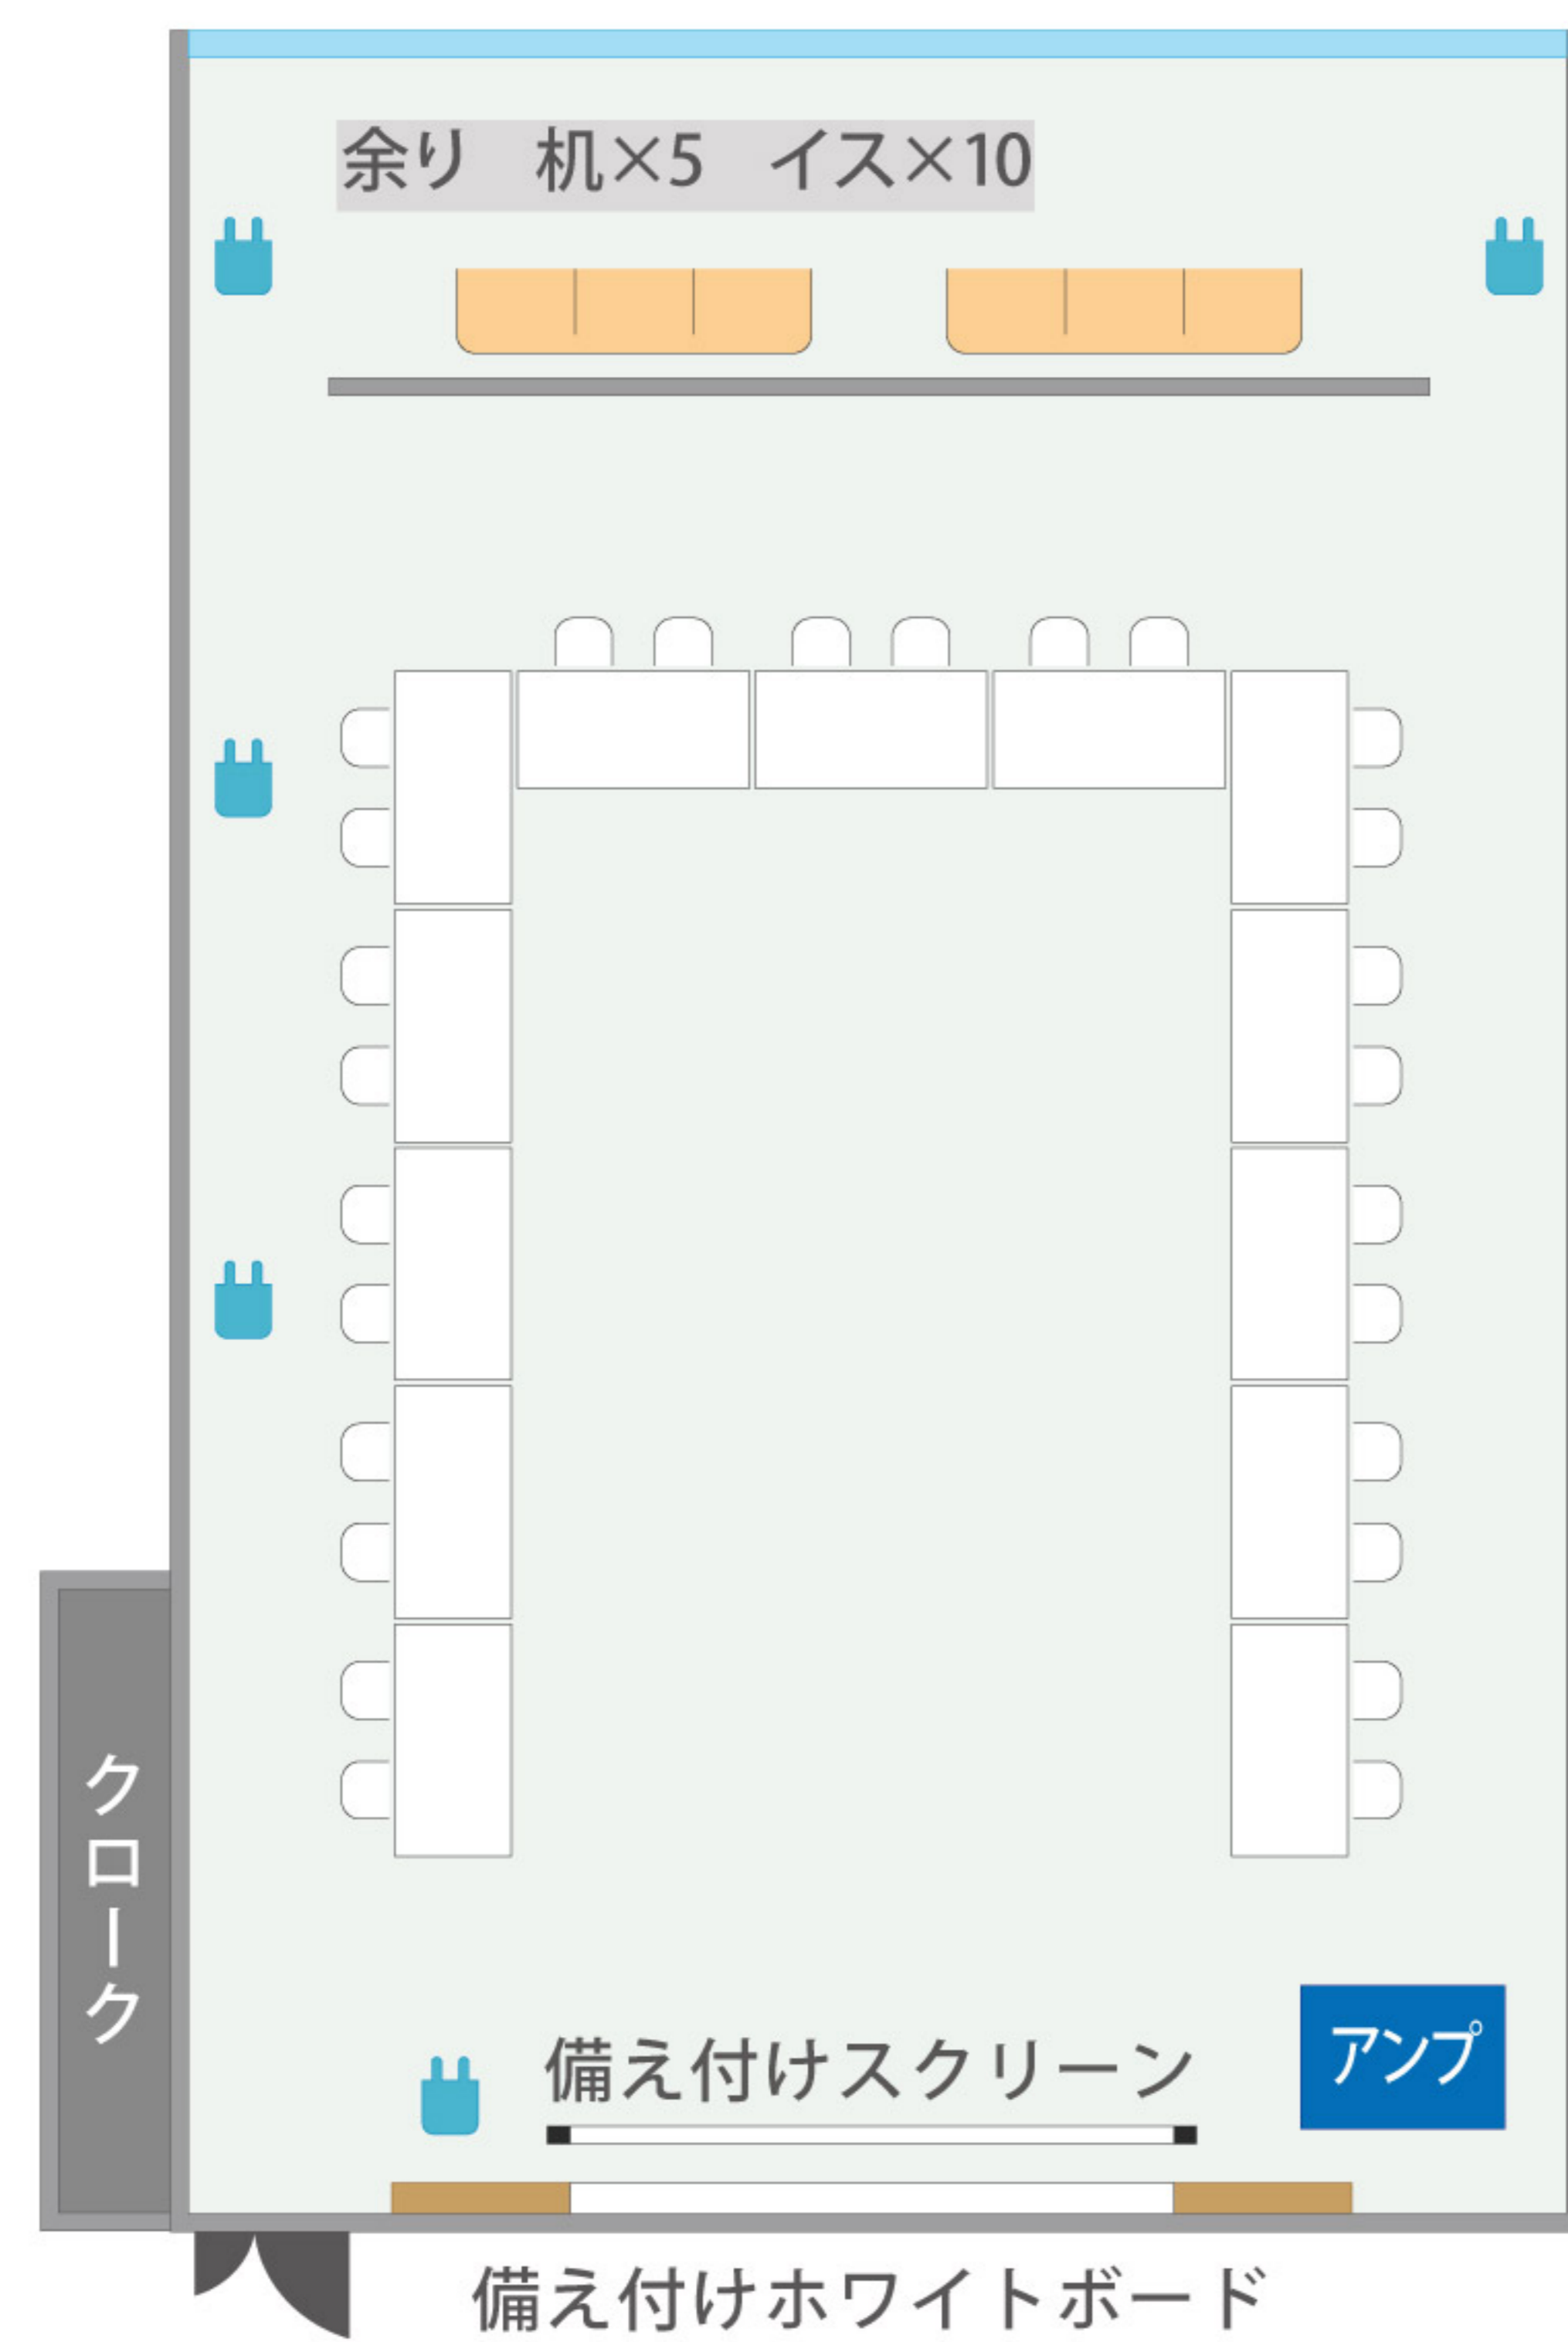 余り　机×5　イス×10
クローク
備え付けスクリーン
アンプ
備え付けホワイトボード